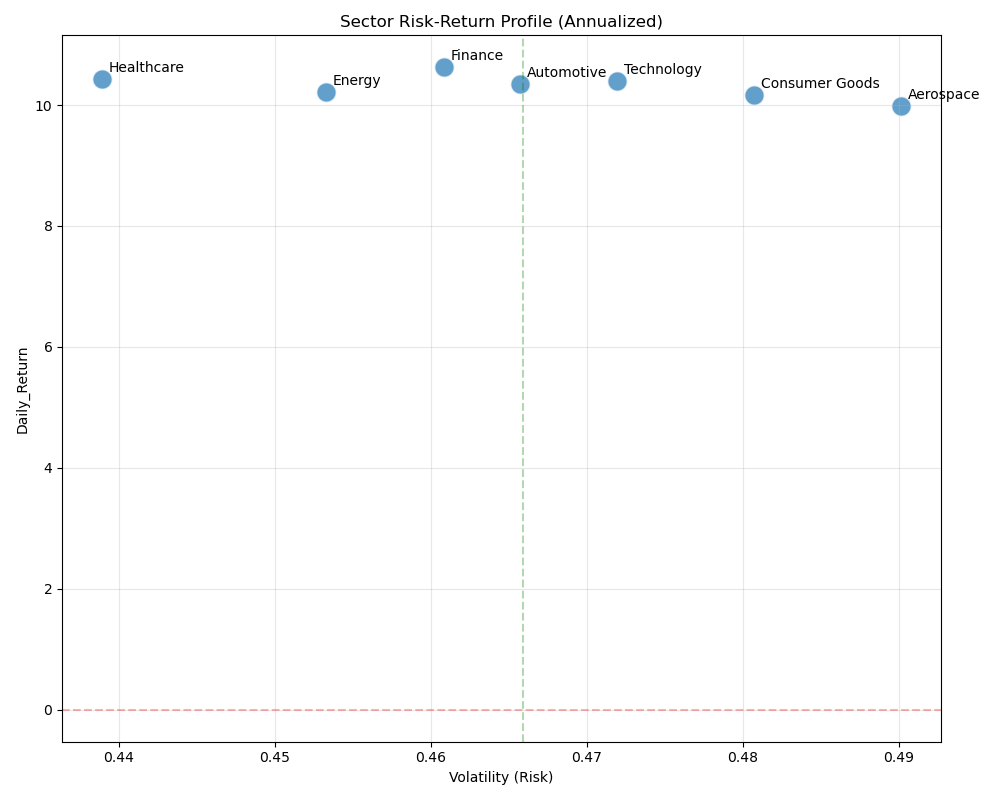 Sector Risk-Return Profile (Annualized)
Healthcare
Energy
Finance
Automotive
Technology
Consumer Goods
Aerospace
10
8
6
4
2
0
Daily_Return
0.44
0.45
0.46
0.47
0.48
0.49
Volatility (Risk)